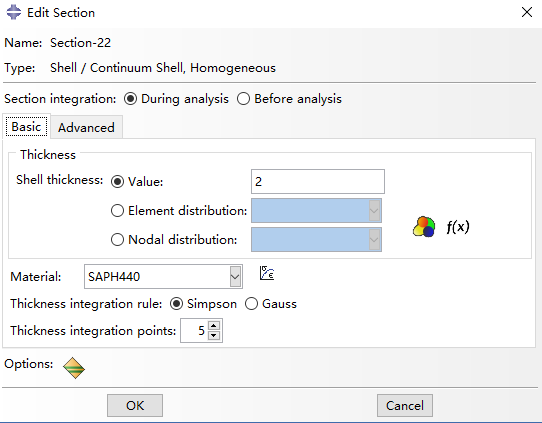 Edit Section
Name: Section-22
Type: Shell / Continuum Shell, Homogeneous
Section integration: During analysis Before analysis
Basic Advanced
Thickness
Shell thickness: Value: 2
Element distribution:
Nodal distribution: f(x)
Material: SAPH440
Thickness integration rule: Simpson Gauss
Thickness integration points: 5
Options:
OK Cancel